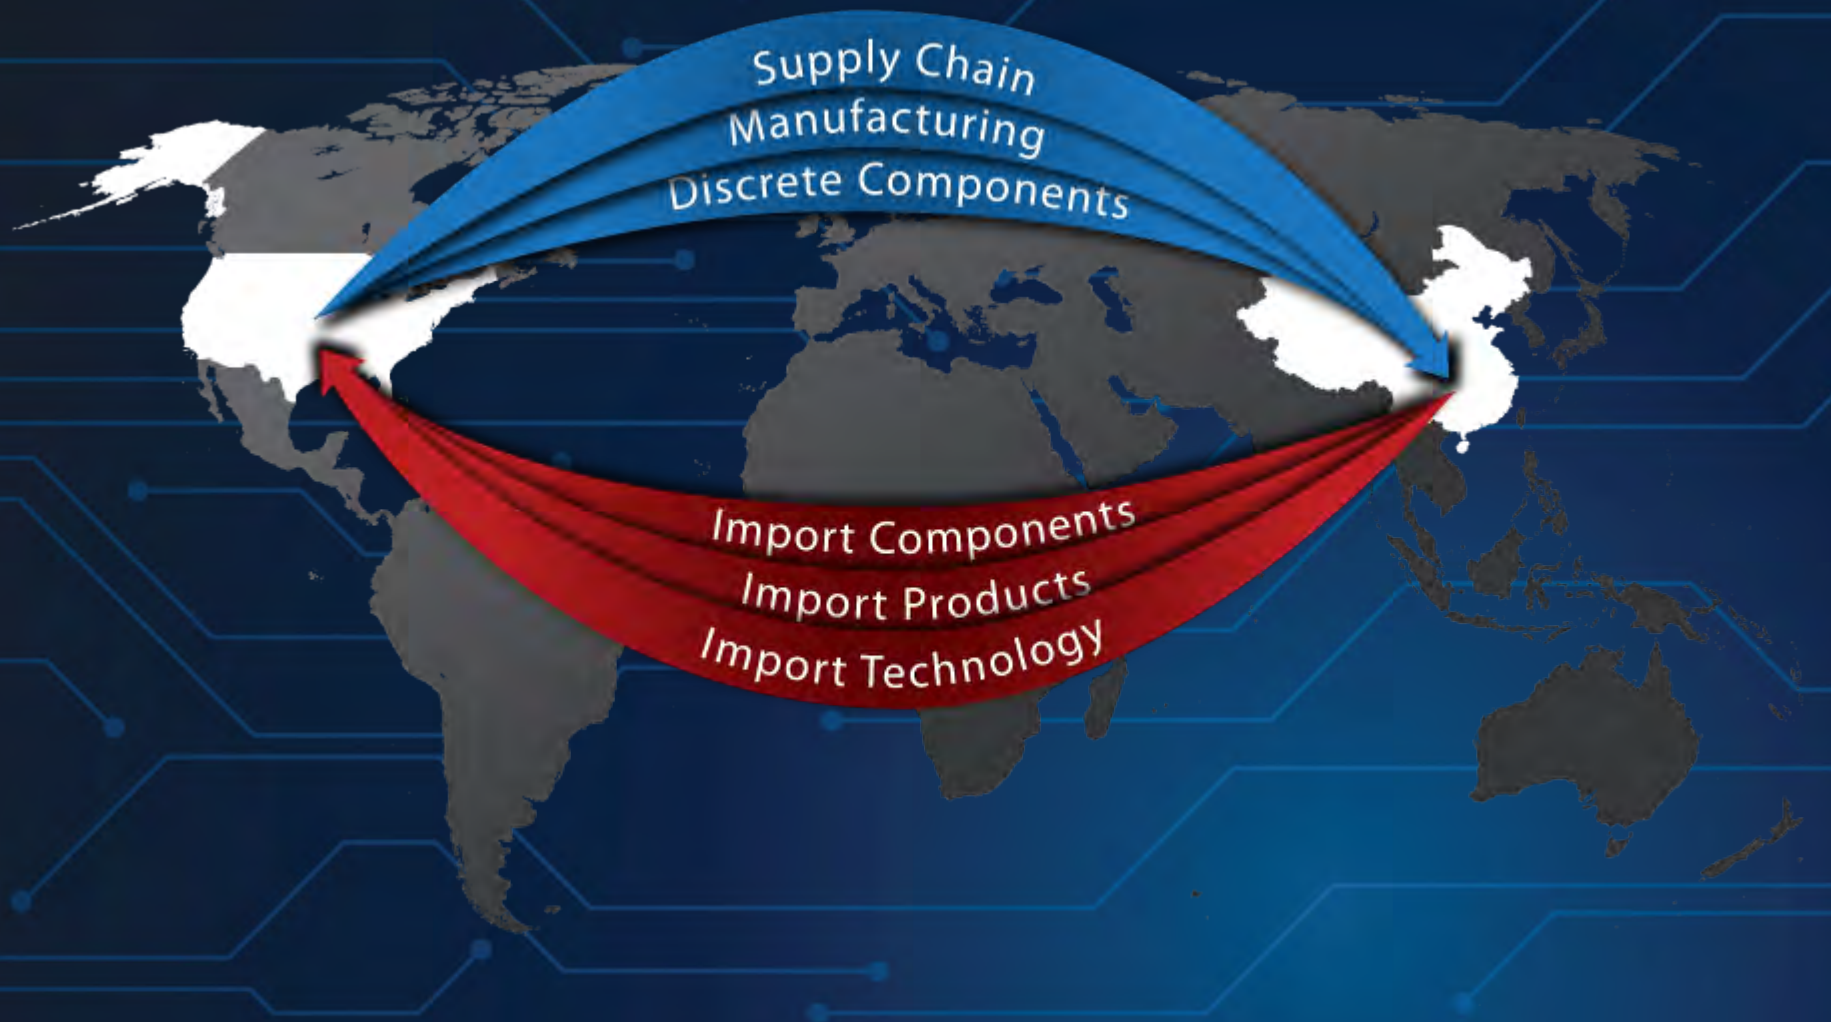 Supply Chain
Manufacturing
Discrete Components
Import Components
Import Products
Import Technology